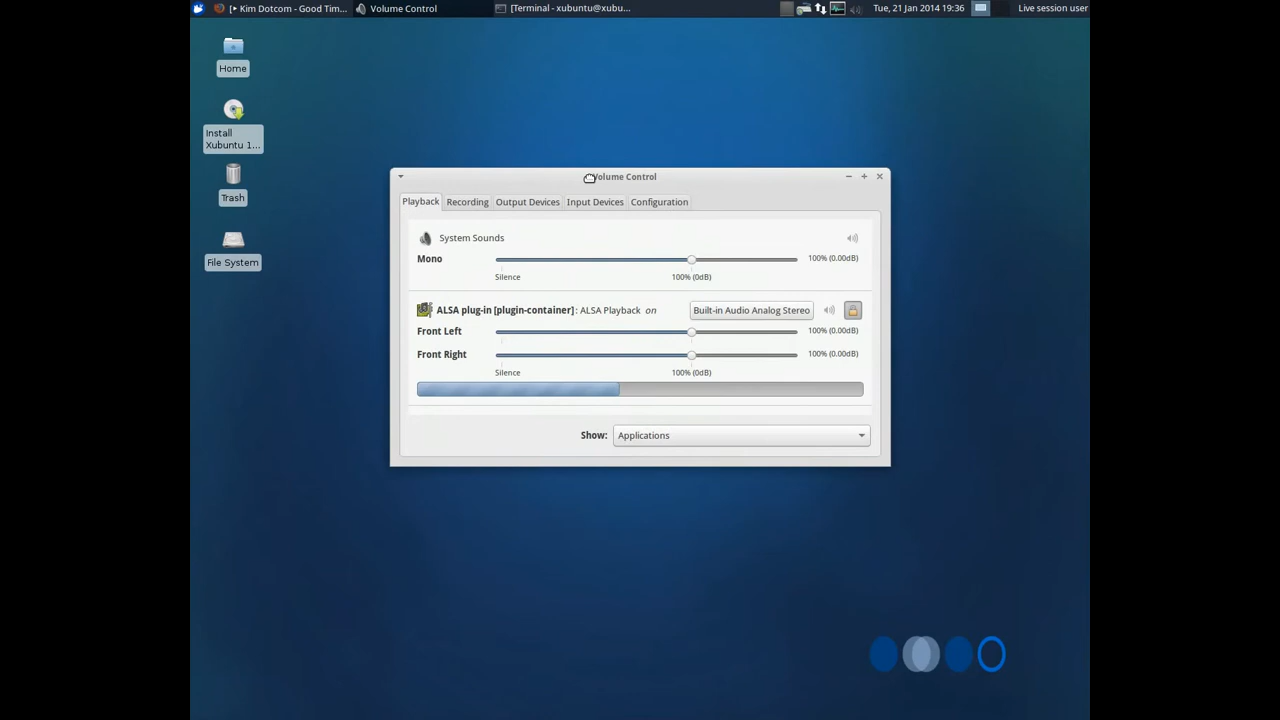 [▸ Kim Dotcom - Good Tim... Volume Control [Terminal - xubuntu@xubu... Tue, 21 Jan 2014 19:36 Live session user
Home
Install
Xubuntu 1...
Trash
File System
Volume Control
Playback Recording Output Devices Input Devices Configuration
System Sounds
Mono 100% (0.00dB)
Silence 100% (0dB)
ALSA plug-in [plugin-container]: ALSA Playback on Built-in Audio Analog Stereo
Front Left 100% (0.00dB)
Front Right 100% (0.00dB)
Silence 100% (0dB)
Show: Applications